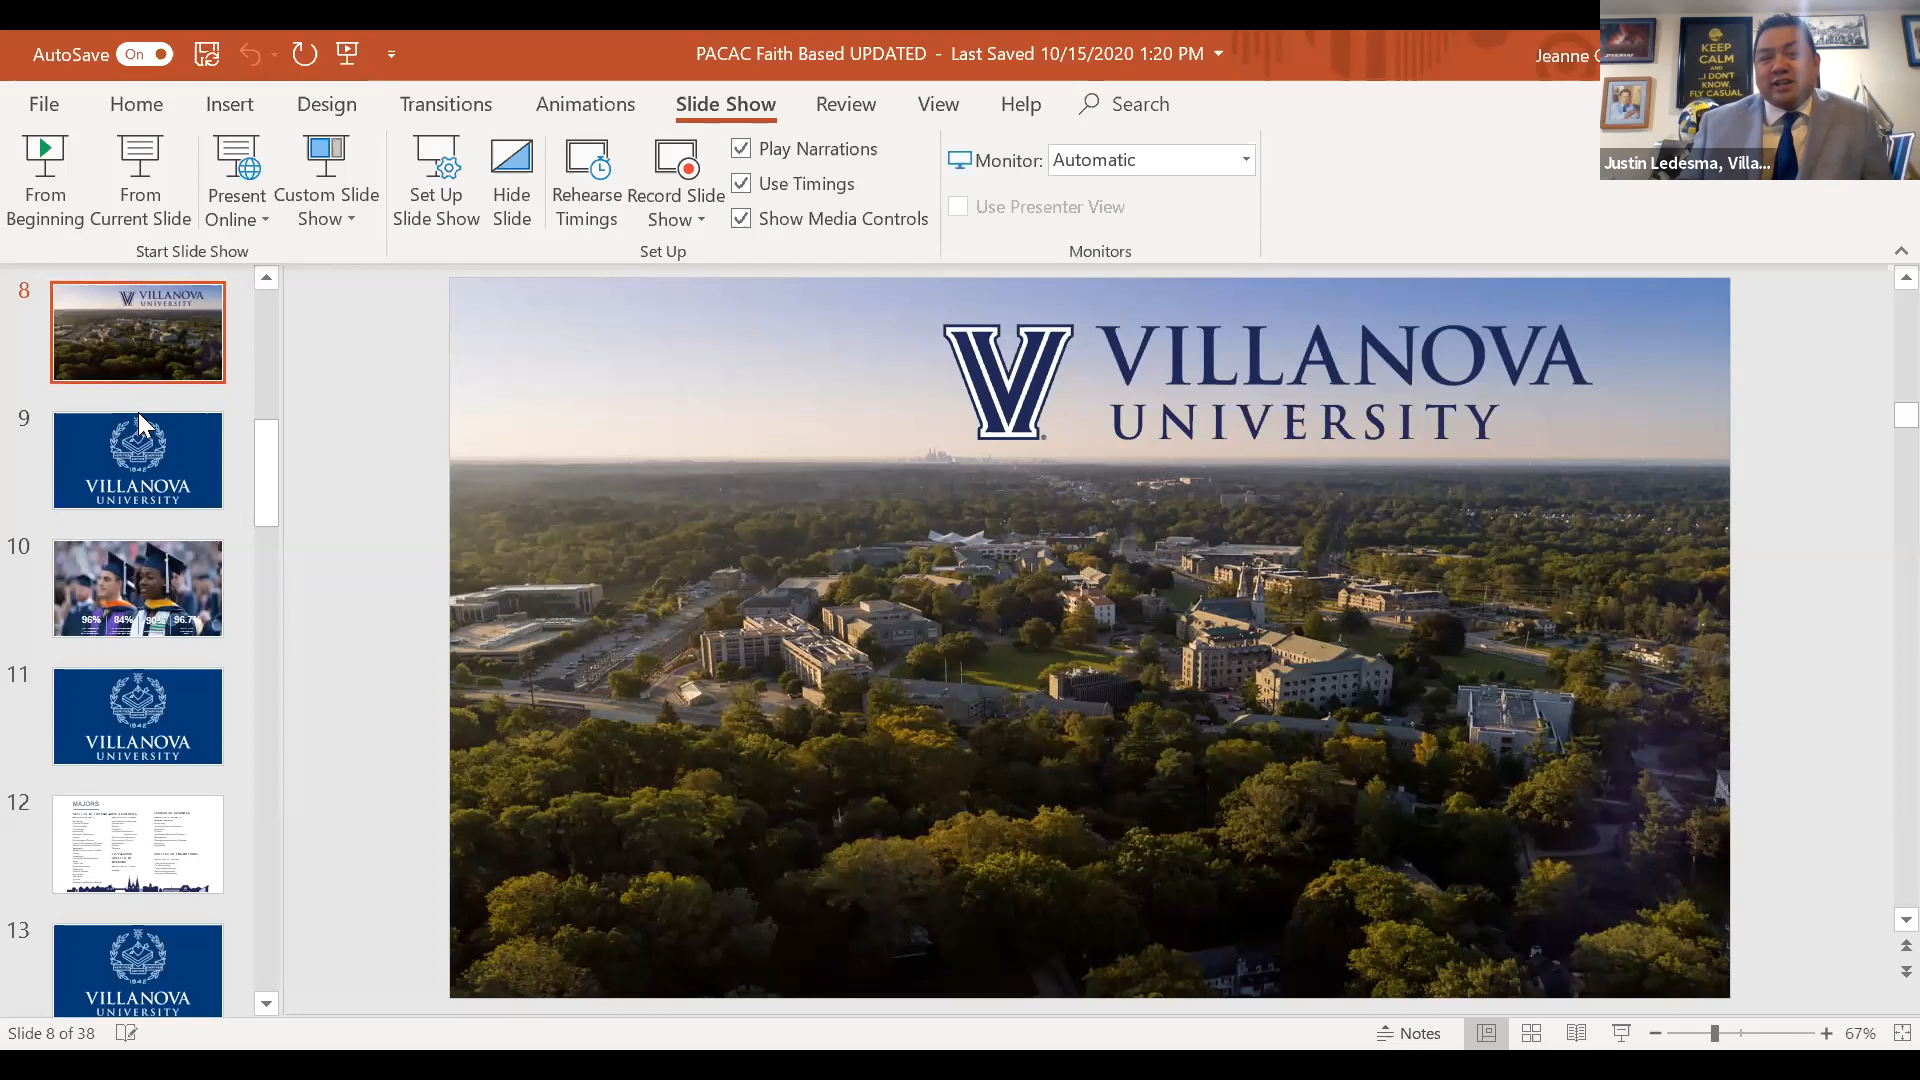 AutoSave On
PACAC Faith Based UPDATED - Last Saved 10/15/2020 1:20 PM
Jeanne
File Home Insert Design Transitions Animations Slide Show Review View Help Search
From Beginning
From Current Slide
Present Online
Custom Slide Show
Start Slide Show
Set Up Slide Show
Hide Slide
Rehearse Timings
Record Slide Show
Play Narrations
Use Timings
Show Media Controls
Set Up
Monitor: Automatic
Use Presenter View
Monitors
KEEP
CALM
AND
...I DON'T
KNOW,
FLY CASUAL
Justin Ledesma, Villa...
8
VILLANOVA
UNIVERSITY
9
1842
VILLANOVA
UNIVERSITY
10
96% 84% 90% 96.7%
11
1842
VILLANOVA
UNIVERSITY
12
MAJORS
13
VILLANOVA
UNIVERSITY
V VILLANOVA
UNIVERSITY
Slide 8 of 38
Notes
67%